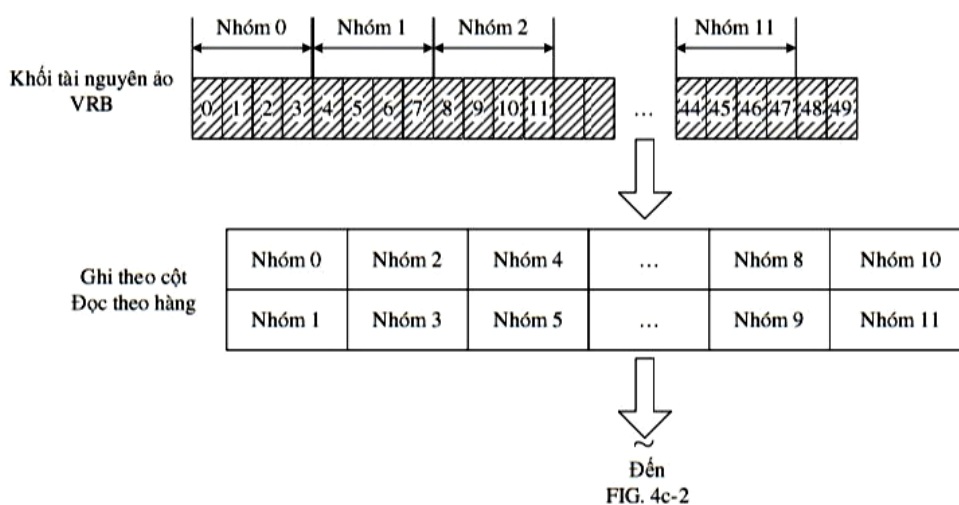 Nhóm 0 Nhóm 1 Nhóm 2 Nhóm 11
Khối tài nguyên ảo
VRB
0 1 2 3 4 5 6 7 8 9 10 11 ... 44 45 46 47 48 49
Nhóm 0 Nhóm 2 Nhóm 4 ... Nhóm 8 Nhóm 10
Ghi theo cột
Đọc theo hàng
Nhóm 1 Nhóm 3 Nhóm 5 ... Nhóm 9 Nhóm 11
~
Đến
FIG. 4c-2